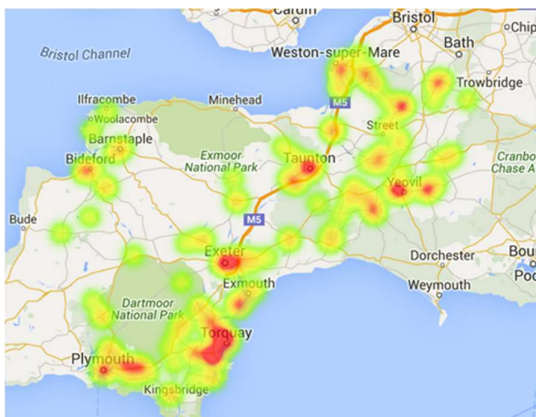 Cardiff
Bristol
Chip
Bristol Channel
Weston-super-Mare
Bath
Trowbridge
Ilfracombe
Minehead
M5
Woolacombe
Street
Barnstaple
Exmoor
National Park
Taunton
Bideford
Cranbo
Chase A
Yeovil
Bude
M5
Exeter
Dorchester
Bou
Poo
Exmouth
Weymouth
Dartmoor
National Park
Torquay
Plymouth
Kingsbridge